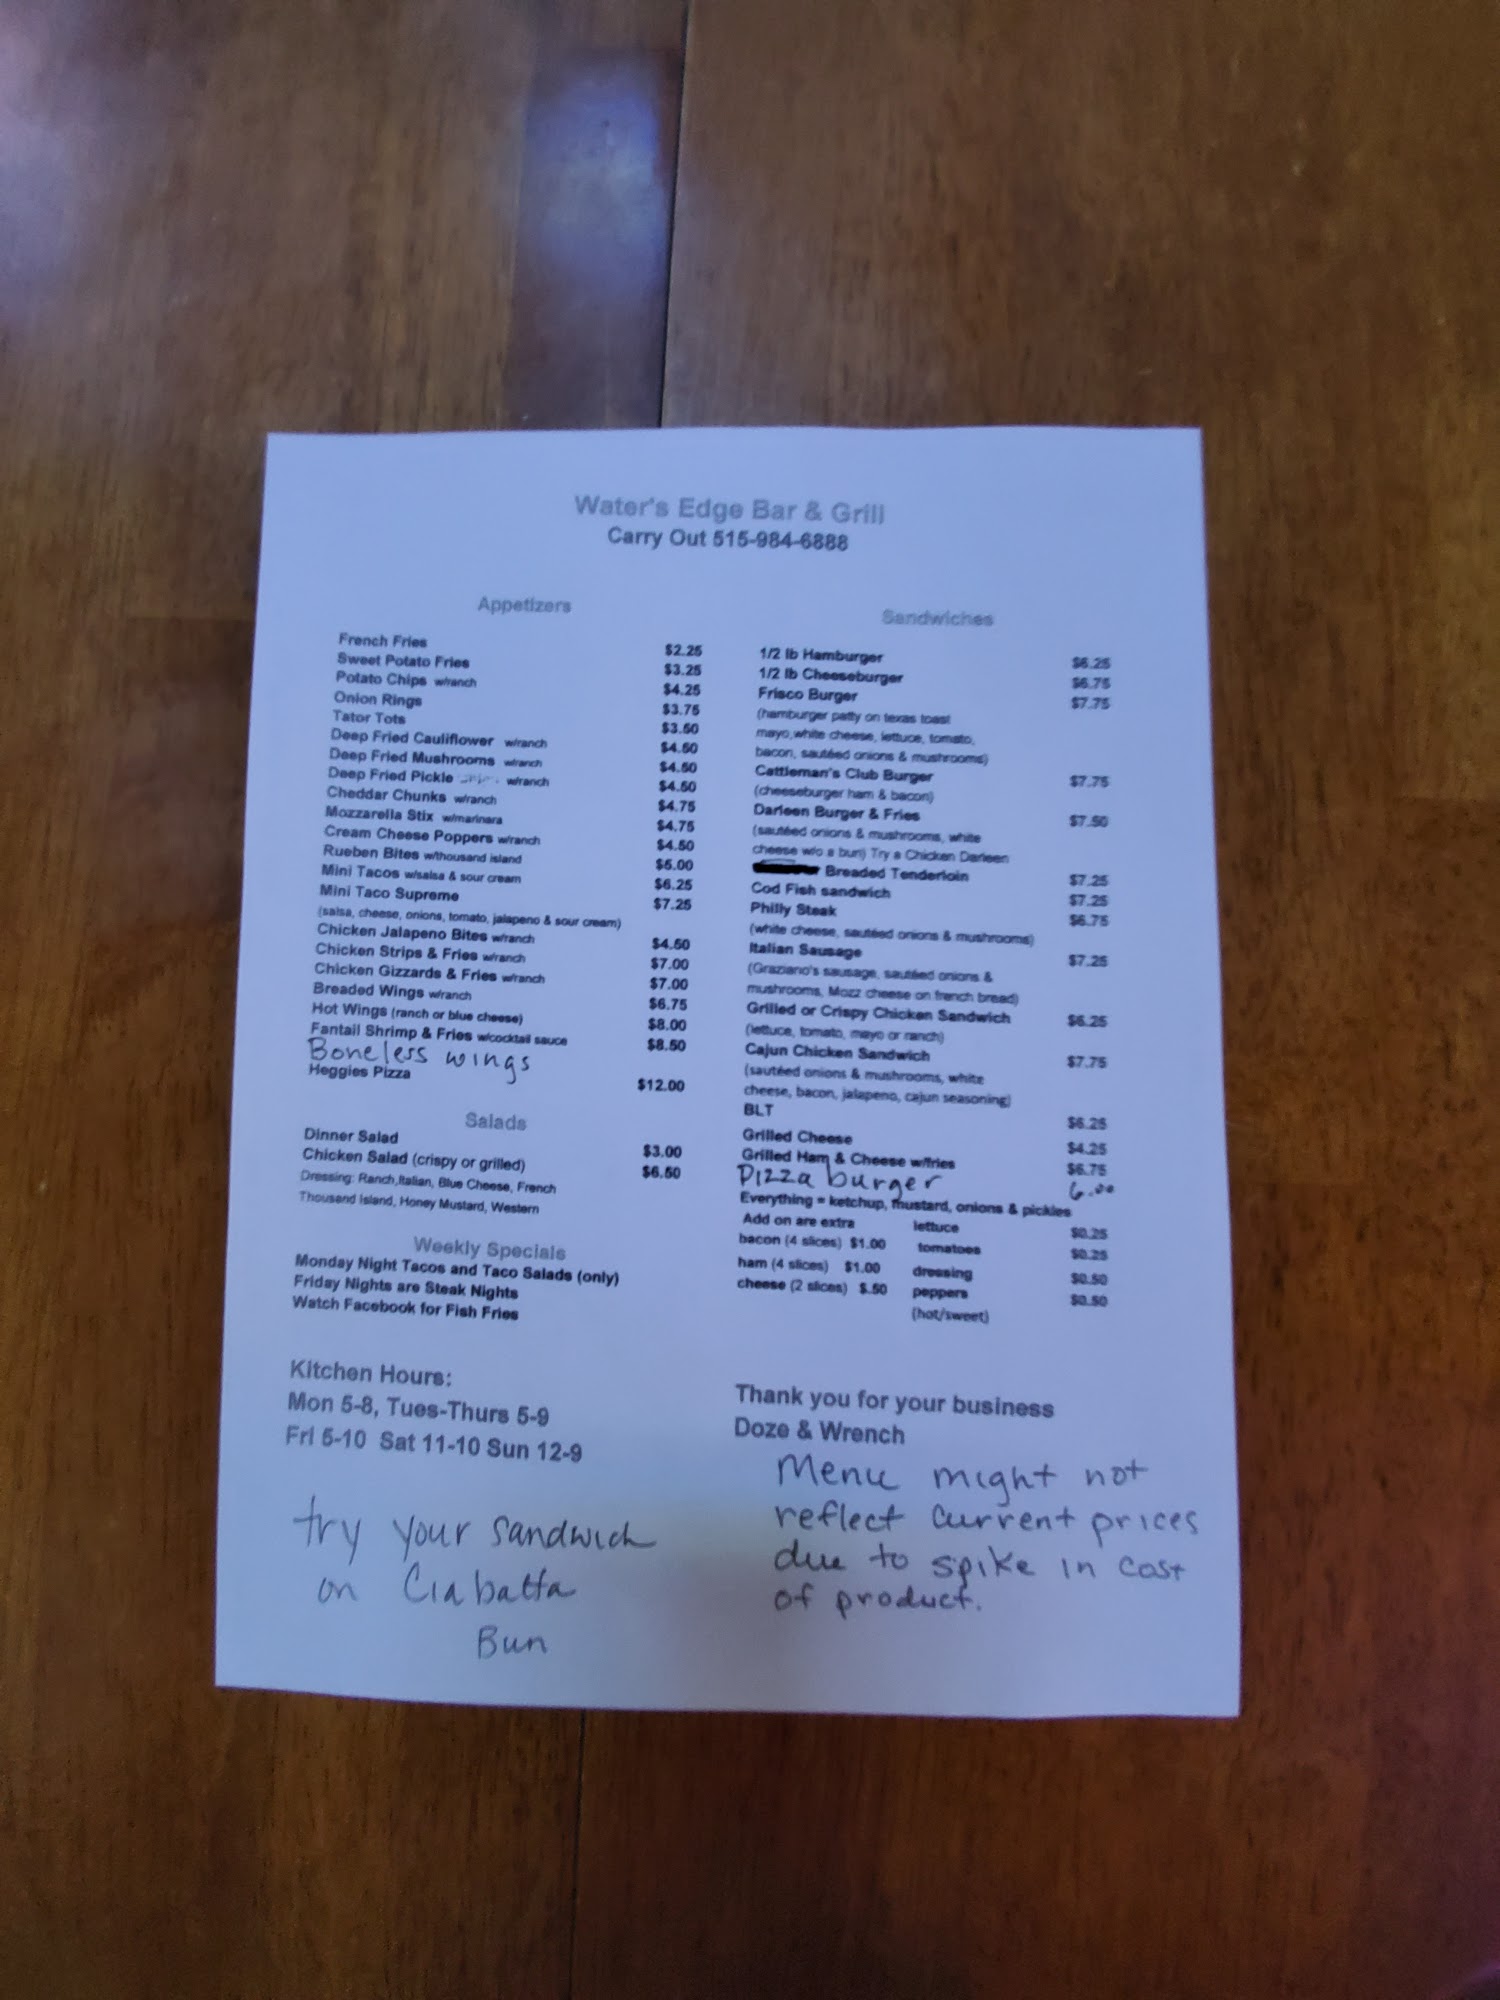 Water's Edge Bar & Grill
Carry Out 515-984-6888
Appetizers
French Fries $2.25
Sweet Potato Fries $3.25
Potato Chips w/ranch $4.25
Onion Rings $3.75
Tator Tots $3.50
Deep Fried Cauliflower w/ranch $4.50
Deep Fried Mushrooms w/ranch $4.50
Deep Fried Pickle w/ranch $4.50
Cheddar Chunks w/ranch $4.75
Mozzarella Stix w/marinara $4.75
Cream Cheese Poppers w/ranch $4.50
Rueben Bites w/thousand island $5.00
Mini Tacos w/salsa & sour cream $6.25
Mini Taco Supreme $7.25
(salsa, cheese, onions, tomato, jalapeno & sour cream)
Chicken Jalapeno Bites w/ranch $4.50
Chicken Strips & Fries w/ranch $7.00
Chicken Gizzards & Fries w/ranch $7.00
Breaded Wings w/ranch $6.75
Hot Wings (ranch or blue cheese) $8.00
Fantail Shrimp & Fries w/cocktail sauce $8.50
Boneless wings
Heggies Pizza $12.00
Salads
Dinner Salad $3.00
Chicken Salad (crispy or grilled) $6.50
Dressing: Ranch,Italian, Blue Cheese, French
Thousand Island, Honey Mustard, Western
Weekly Specials
Monday Night Tacos and Taco Salads (only)
Friday Nights are Steak Nights
Watch Facebook for Fish Fries
Kitchen Hours:
Mon 5-8, Tues-Thurs 5-9
Fri 5-10 Sat 11-10 Sun 12-9
try your sandwich
on Ciabatta
Bun
Sandwiches
1/2 lb Hamburger $6.25
1/2 lb Cheeseburger $6.75
Frisco Burger $7.75
(hamburger patty on texas toast
mayo,white cheese, lettuce, tomato,
bacon, sautéed onions & mushrooms)
Cattleman's Club Burger $7.75
(cheeseburger ham & bacon)
Darleen Burger & Fries $7.50
(sautéed onions & mushrooms, white
cheese w/o a bun) Try a Chicken Darleen
Breaded Tenderloin $7.25
Cod Fish sandwich $7.25
Philly Steak $6.75
(white cheese, sautéed onions & mushrooms)
Italian Sausage $7.25
(Graziano's sausage, sautéed onions &
mushrooms, Mozz cheese on french bread)
Grilled or Crispy Chicken Sandwich $6.25
(lettuce, tomato, mayo or ranch)
Cajun Chicken Sandwich $7.75
(sautéed onions & mushrooms, white
cheese, bacon, jalapeno, cajun seasoning)
BLT $6.25
Grilled Cheese $4.25
Grilled Ham & Cheese w/fries $6.75
Pizza burger 6.00
Everything = ketchup, mustard, onions & pickles
Add on are extra lettuce $0.25
bacon (4 slices) $1.00 tomatoes $0.25
ham (4 slices) $1.00 dressing $0.50
cheese (2 slices) $.50 peppers $0.50
(hot/sweet)
Thank you for your business
Doze & Wrench
Menu might not
reflect current prices
due to spike in cost
of product.